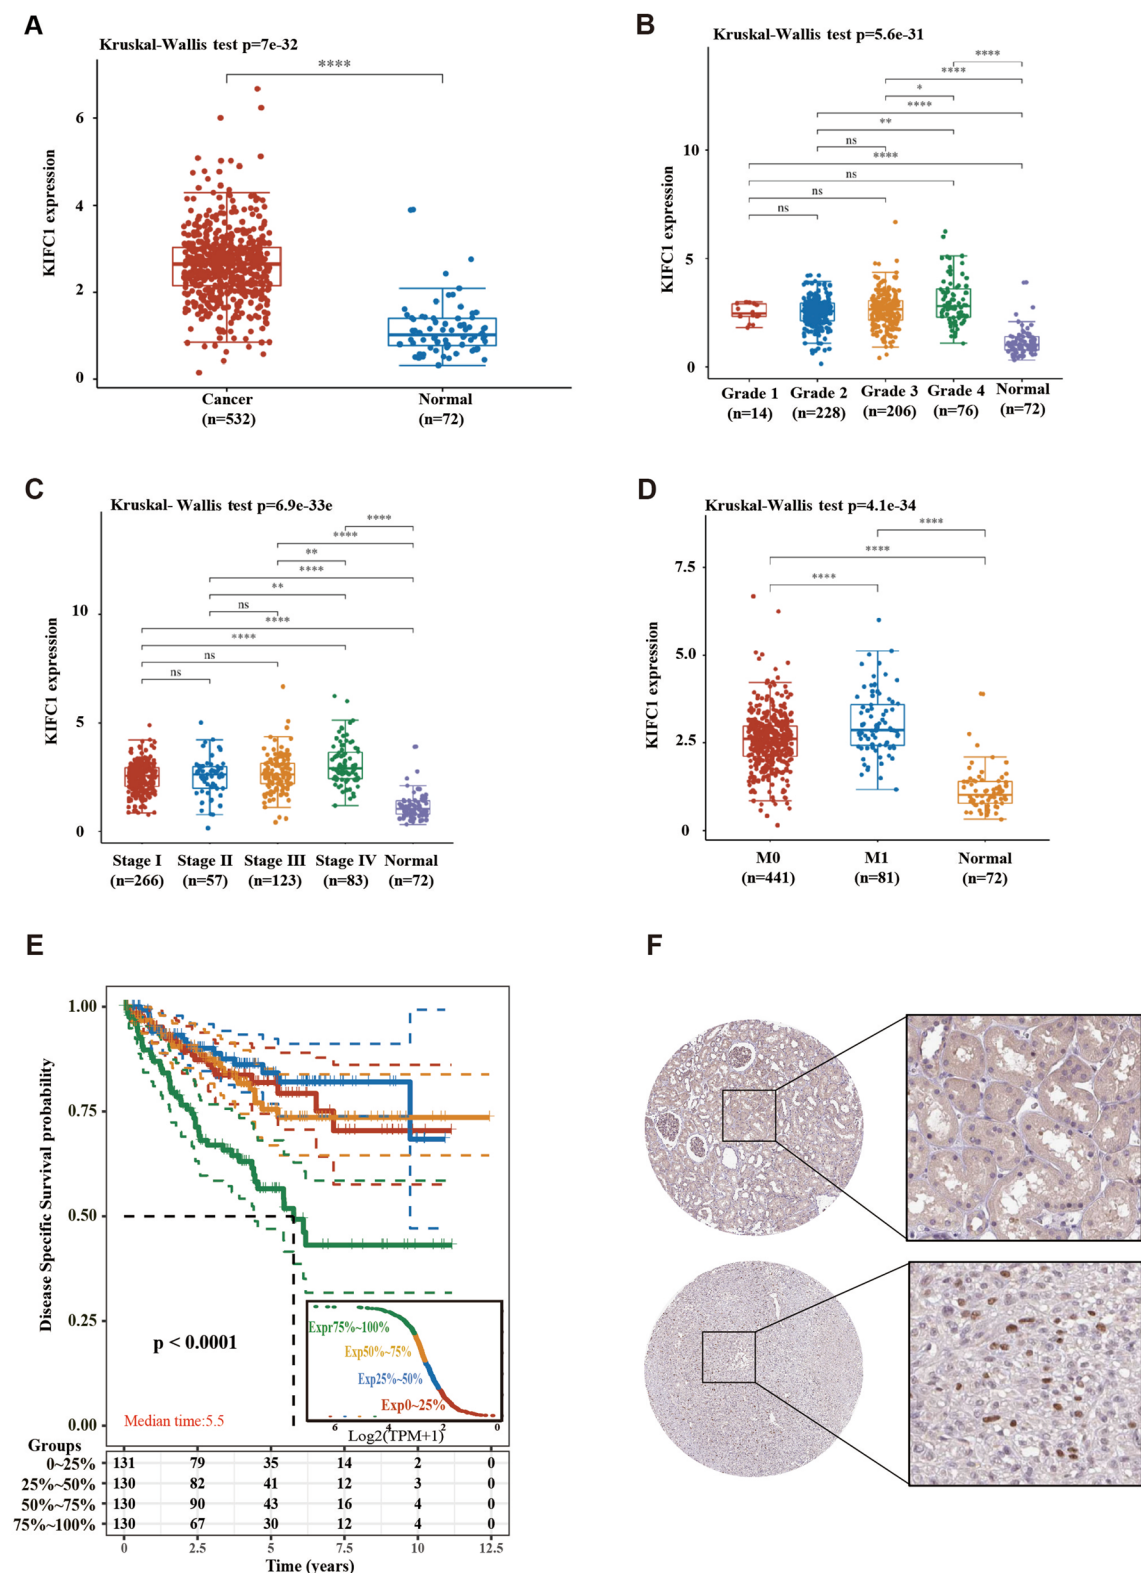 A
Kruskal-Wallis test p=7e-32
****
KIFC1 expression
6
4
2
0
Cancer
(n=532)
Normal
(n=72)
B
Kruskal-Wallis test p=5.6e-31
****
****
*
****
**
ns
****
ns
ns
ns
KIFC1 expression
10
5
0
Grade 1 Grade 2 Grade 3 Grade 4 Normal
(n=14) (n=228) (n=206) (n=76) (n=72)
C
Kruskal- Wallis test p=6.9e-33e
****
****
**
****
**
ns
****
****
ns
ns
KIFC1 expression
10
5
0
Stage I Stage II Stage III Stage IV Normal
(n=266) (n=57) (n=123) (n=83) (n=72)
D
Kruskal-Wallis test p=4.1e-34
****
****
****
KIFC1 expression
7.5
5.0
2.5
0
M0 M1 Normal
(n=441) (n=81) (n=72)
E
Disease Specific Survival probability
1.00
0.75
0.50
0.25
0.00
p < 0.0001
Median time:5.5
Expr75%~100%
Exp50%~75%
Exp25%~50%
Exp0~25%
6 4 2 0
Log2(TPM+1)
Groups
0~25% 131 79 35 14 2 0
25%~50% 130 82 41 12 3 0
50%~75% 130 90 43 16 4 0
75%~100% 130 67 30 12 4 0
0 2.5 5.0 7.5 10 12.5
Time (years)
F